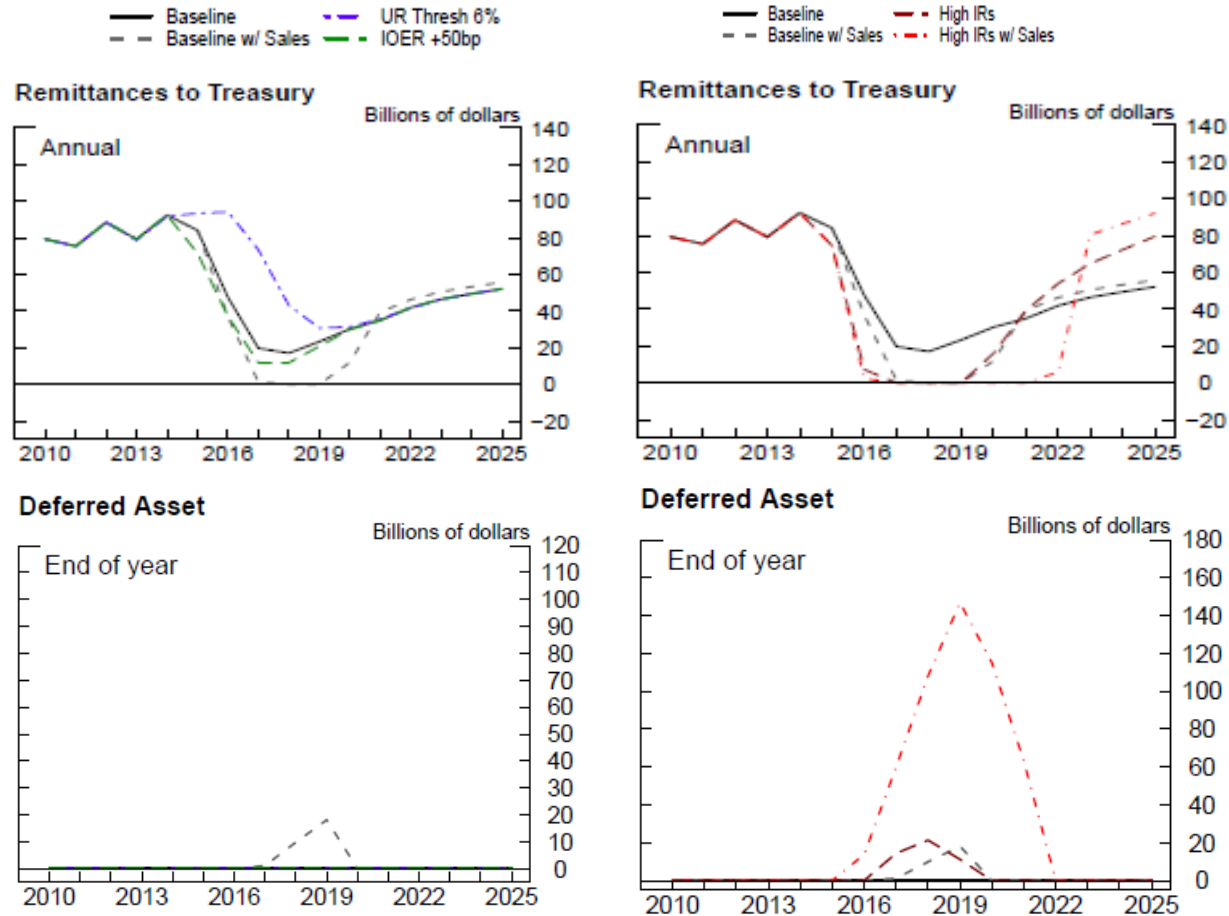 Baseline UR Thresh 6%
Baseline w/ Sales IOER +50bp
Baseline High IRs
Baseline w/ Sales High IRs w/ Sales
Remittances to Treasury
Billions of dollars
Annual
140
120
100
80
60
40
20
0
−20
2010 2013 2016 2019 2022 2025
Remittances to Treasury
Billions of dollars
Annual
140
120
100
80
60
40
20
0
−20
2010 2013 2016 2019 2022 2025
Deferred Asset
Billions of dollars
End of year
120
110
100
90
80
70
60
50
40
30
20
10
0
2010 2013 2016 2019 2022 2025
Deferred Asset
Billions of dollars
End of year
180
160
140
120
100
80
60
40
20
0
2010 2013 2016 2019 2022 2025